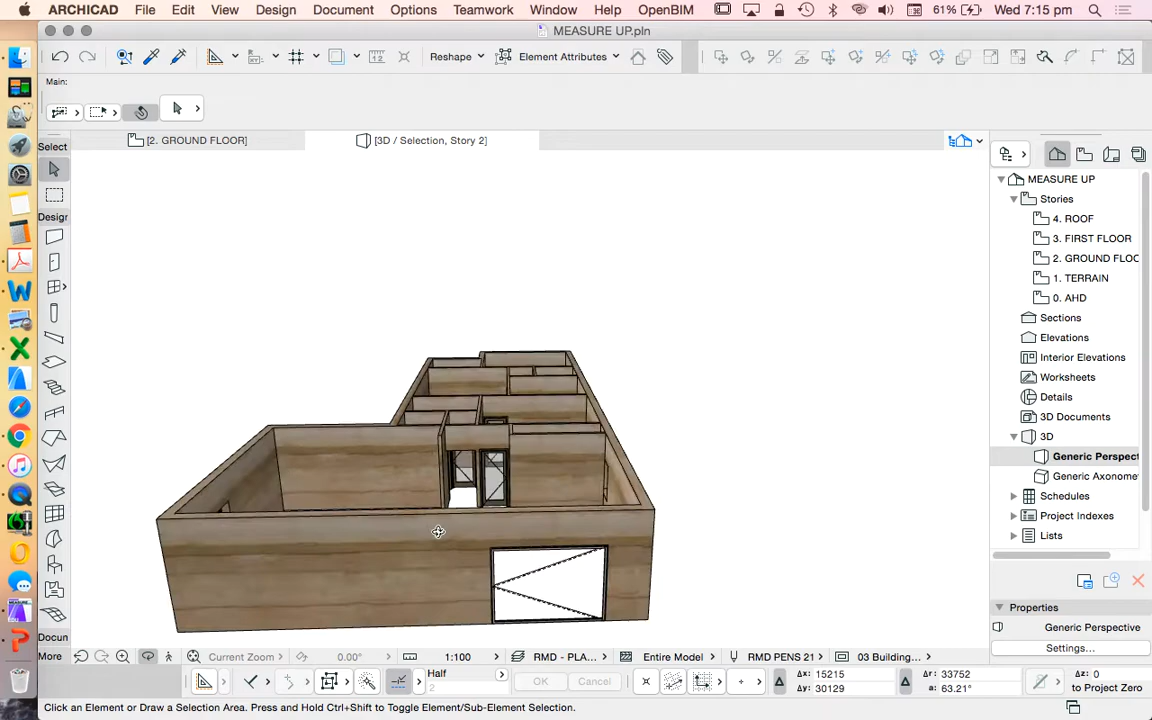 ARCHICAD File Edit View Design Document Options Teamwork Window Help OpenBIM 61% Wed 7:15 pm
MEASURE UP.pln
Reshape Element Attributes
Main:
[2. GROUND FLOOR]
[3D / Selection, Story 2]
Select
Design
Docun
More
MEASURE UP
Stories
4. ROOF
3. FIRST FLOOR
2. GROUND FLOC
1. TERRAIN
0. AHD
Sections
Elevations
Interior Elevations
Worksheets
Details
3D Documents
3D
Generic Perspect
Generic Axonome
Schedules
Project Indexes
Lists
Properties
Generic Perspective
Settings...
Current Zoom 0.00° 1:100 RMD - PLA... Entire Model RMD PENS 21 03 Building...
Half
2
OK Cancel
Δx: 15215
Δy: 30129
Δr: 33752
a: 63.21°
Δz: 0
to Project Zero
Click an Element or Draw a Selection Area. Press and Hold Ctrl+Shift to Toggle Element/Sub-Element Selection.